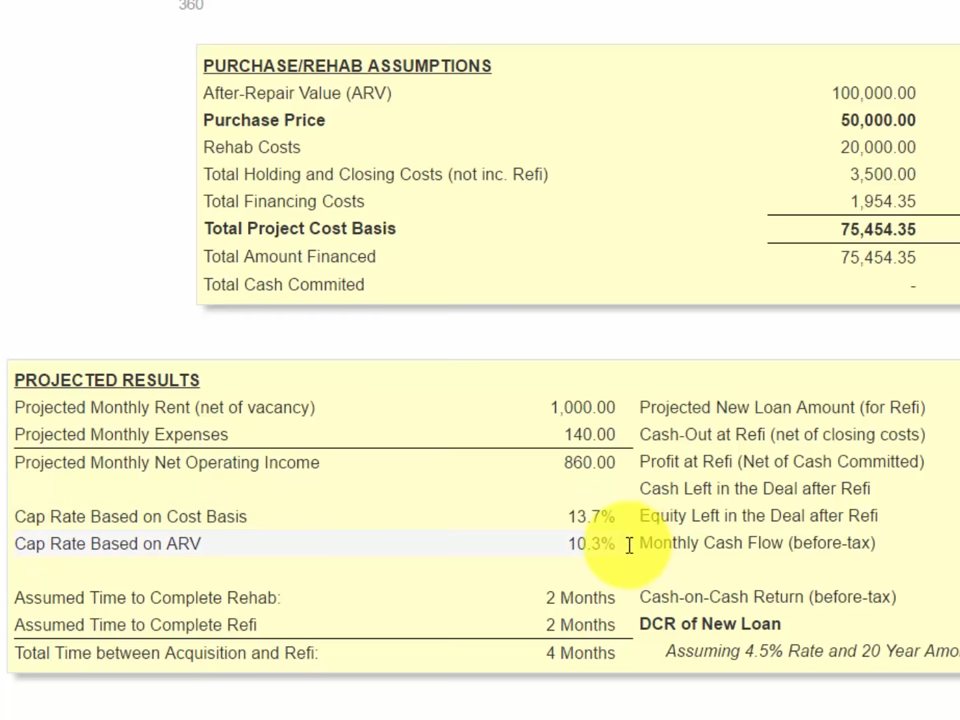 360
PURCHASE/REHAB ASSUMPTIONS
After-Repair Value (ARV) 100,000.00
Purchase Price 50,000.00
Rehab Costs 20,000.00
Total Holding and Closing Costs (not inc. Refi) 3,500.00
Total Financing Costs 1,954.35
Total Project Cost Basis 75,454.35
Total Amount Financed 75,454.35
Total Cash Commited -
PROJECTED RESULTS
Projected Monthly Rent (net of vacancy) 1,000.00 Projected New Loan Amount (for Refi)
Projected Monthly Expenses 140.00 Cash-Out at Refi (net of closing costs)
Projected Monthly Net Operating Income 860.00 Profit at Refi (Net of Cash Committed)
Cash Left in the Deal after Refi
Cap Rate Based on Cost Basis 13.7% Equity Left in the Deal after Refi
Cap Rate Based on ARV 10.3% Monthly Cash Flow (before-tax)
Assumed Time to Complete Rehab: 2 Months Cash-on-Cash Return (before-tax)
Assumed Time to Complete Refi 2 Months DCR of New Loan
Total Time between Acquisition and Refi: 4 Months Assuming 4.5% Rate and 20 Year Amo